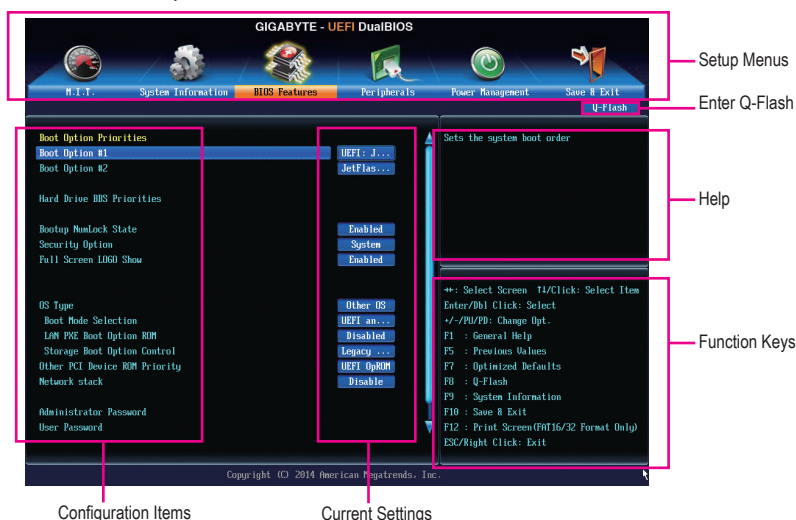 GIGABYTE - UEFI DualBIOS
M.I.T.
System Information
BIOS Features
Peripherals
Power Management
Save & Exit
Setup Menus
Q-Flash
Enter Q-Flash
Boot Option Priorities
Boot Option #1 UEFI: J...
Boot Option #2 JetFlas...
Hard Drive BBS Priorities
Bootup NumLock State Enabled
Security Option System
Full Screen LOGO Show Enabled
OS Type Other OS
Boot Mode Selection UEFI an...
LAN PXE Boot Option ROM Disabled
Storage Boot Option Control Legacy ...
Other PCI Device ROM Priority UEFI OpROM
Network stack Disable
Administrator Password
User Password
Sets the system boot order
Help
↔: Select Screen ↑↓/Click: Select Item
Enter/Dbl Click: Select
+/-/PU/PD: Change Opt.
F1 : General Help
F5 : Previous Values
F7 : Optimized Defaults
F8 : Q-Flash
F9 : System Information
F10 : Save & Exit
F12 : Print Screen(FAT16/32 Format Only)
ESC/Right Click: Exit
Function Keys
Copyright (C) 2014 American Megatrends, Inc.
Configuration Items
Current Settings